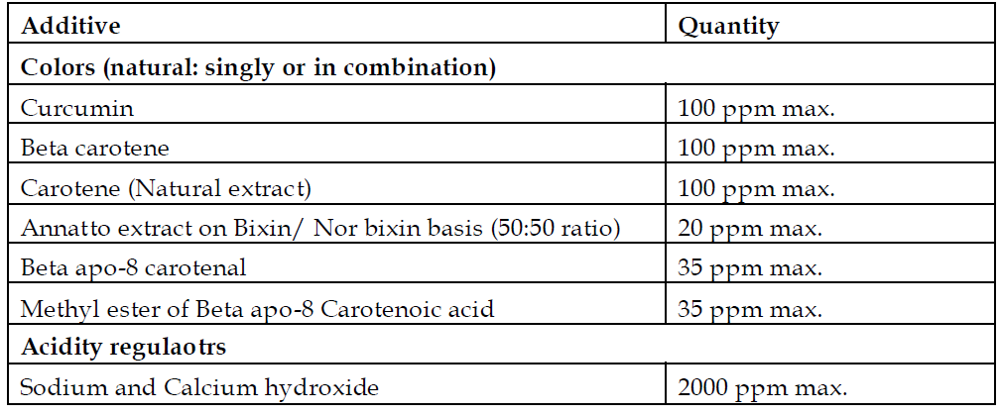 Additive Quantity
Colors (natural: singly or in combination)
Curcumin 100 ppm max.
Beta carotene 100 ppm max.
Carotene (Natural extract) 100 ppm max.
Annatto extract on Bixin/ Nor bixin basis (50:50 ratio) 20 ppm max.
Beta apo-8 carotenal 35 ppm max.
Methyl ester of Beta apo-8 Carotenoic acid 35 ppm max.
Acidity regulaotrs
Sodium and Calcium hydroxide 2000 ppm max.